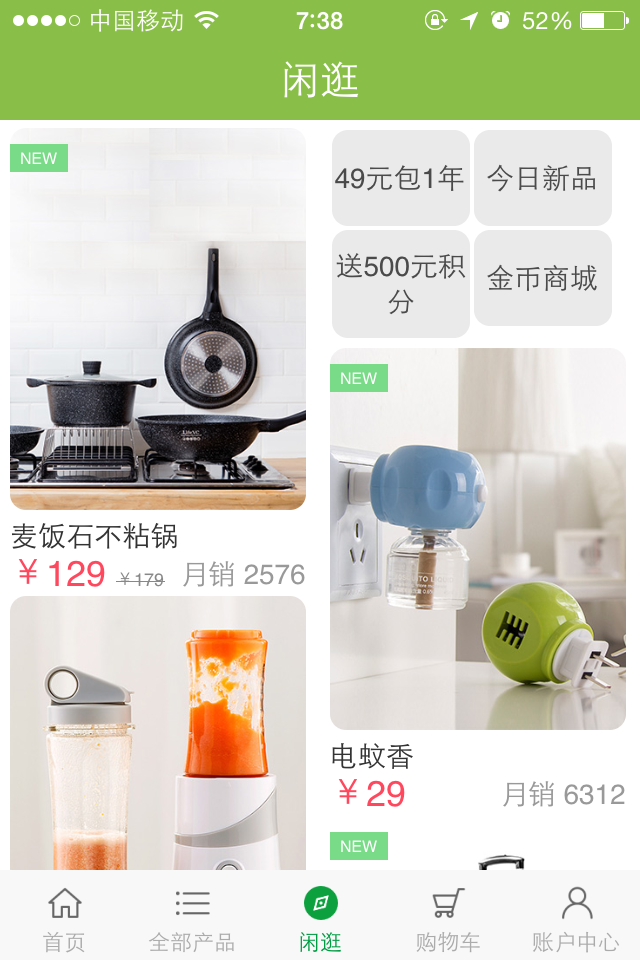 中国移动 7:38 52%
闲逛
NEW
49元包1年
今日新品
送500元积
分
金币商城
麦饭石不粘锅
￥129 ￥179 月销 2576
NEW
电蚊香
￥29 月销 6312
NEW
首页 全部产品 闲逛 购物车 账户中心